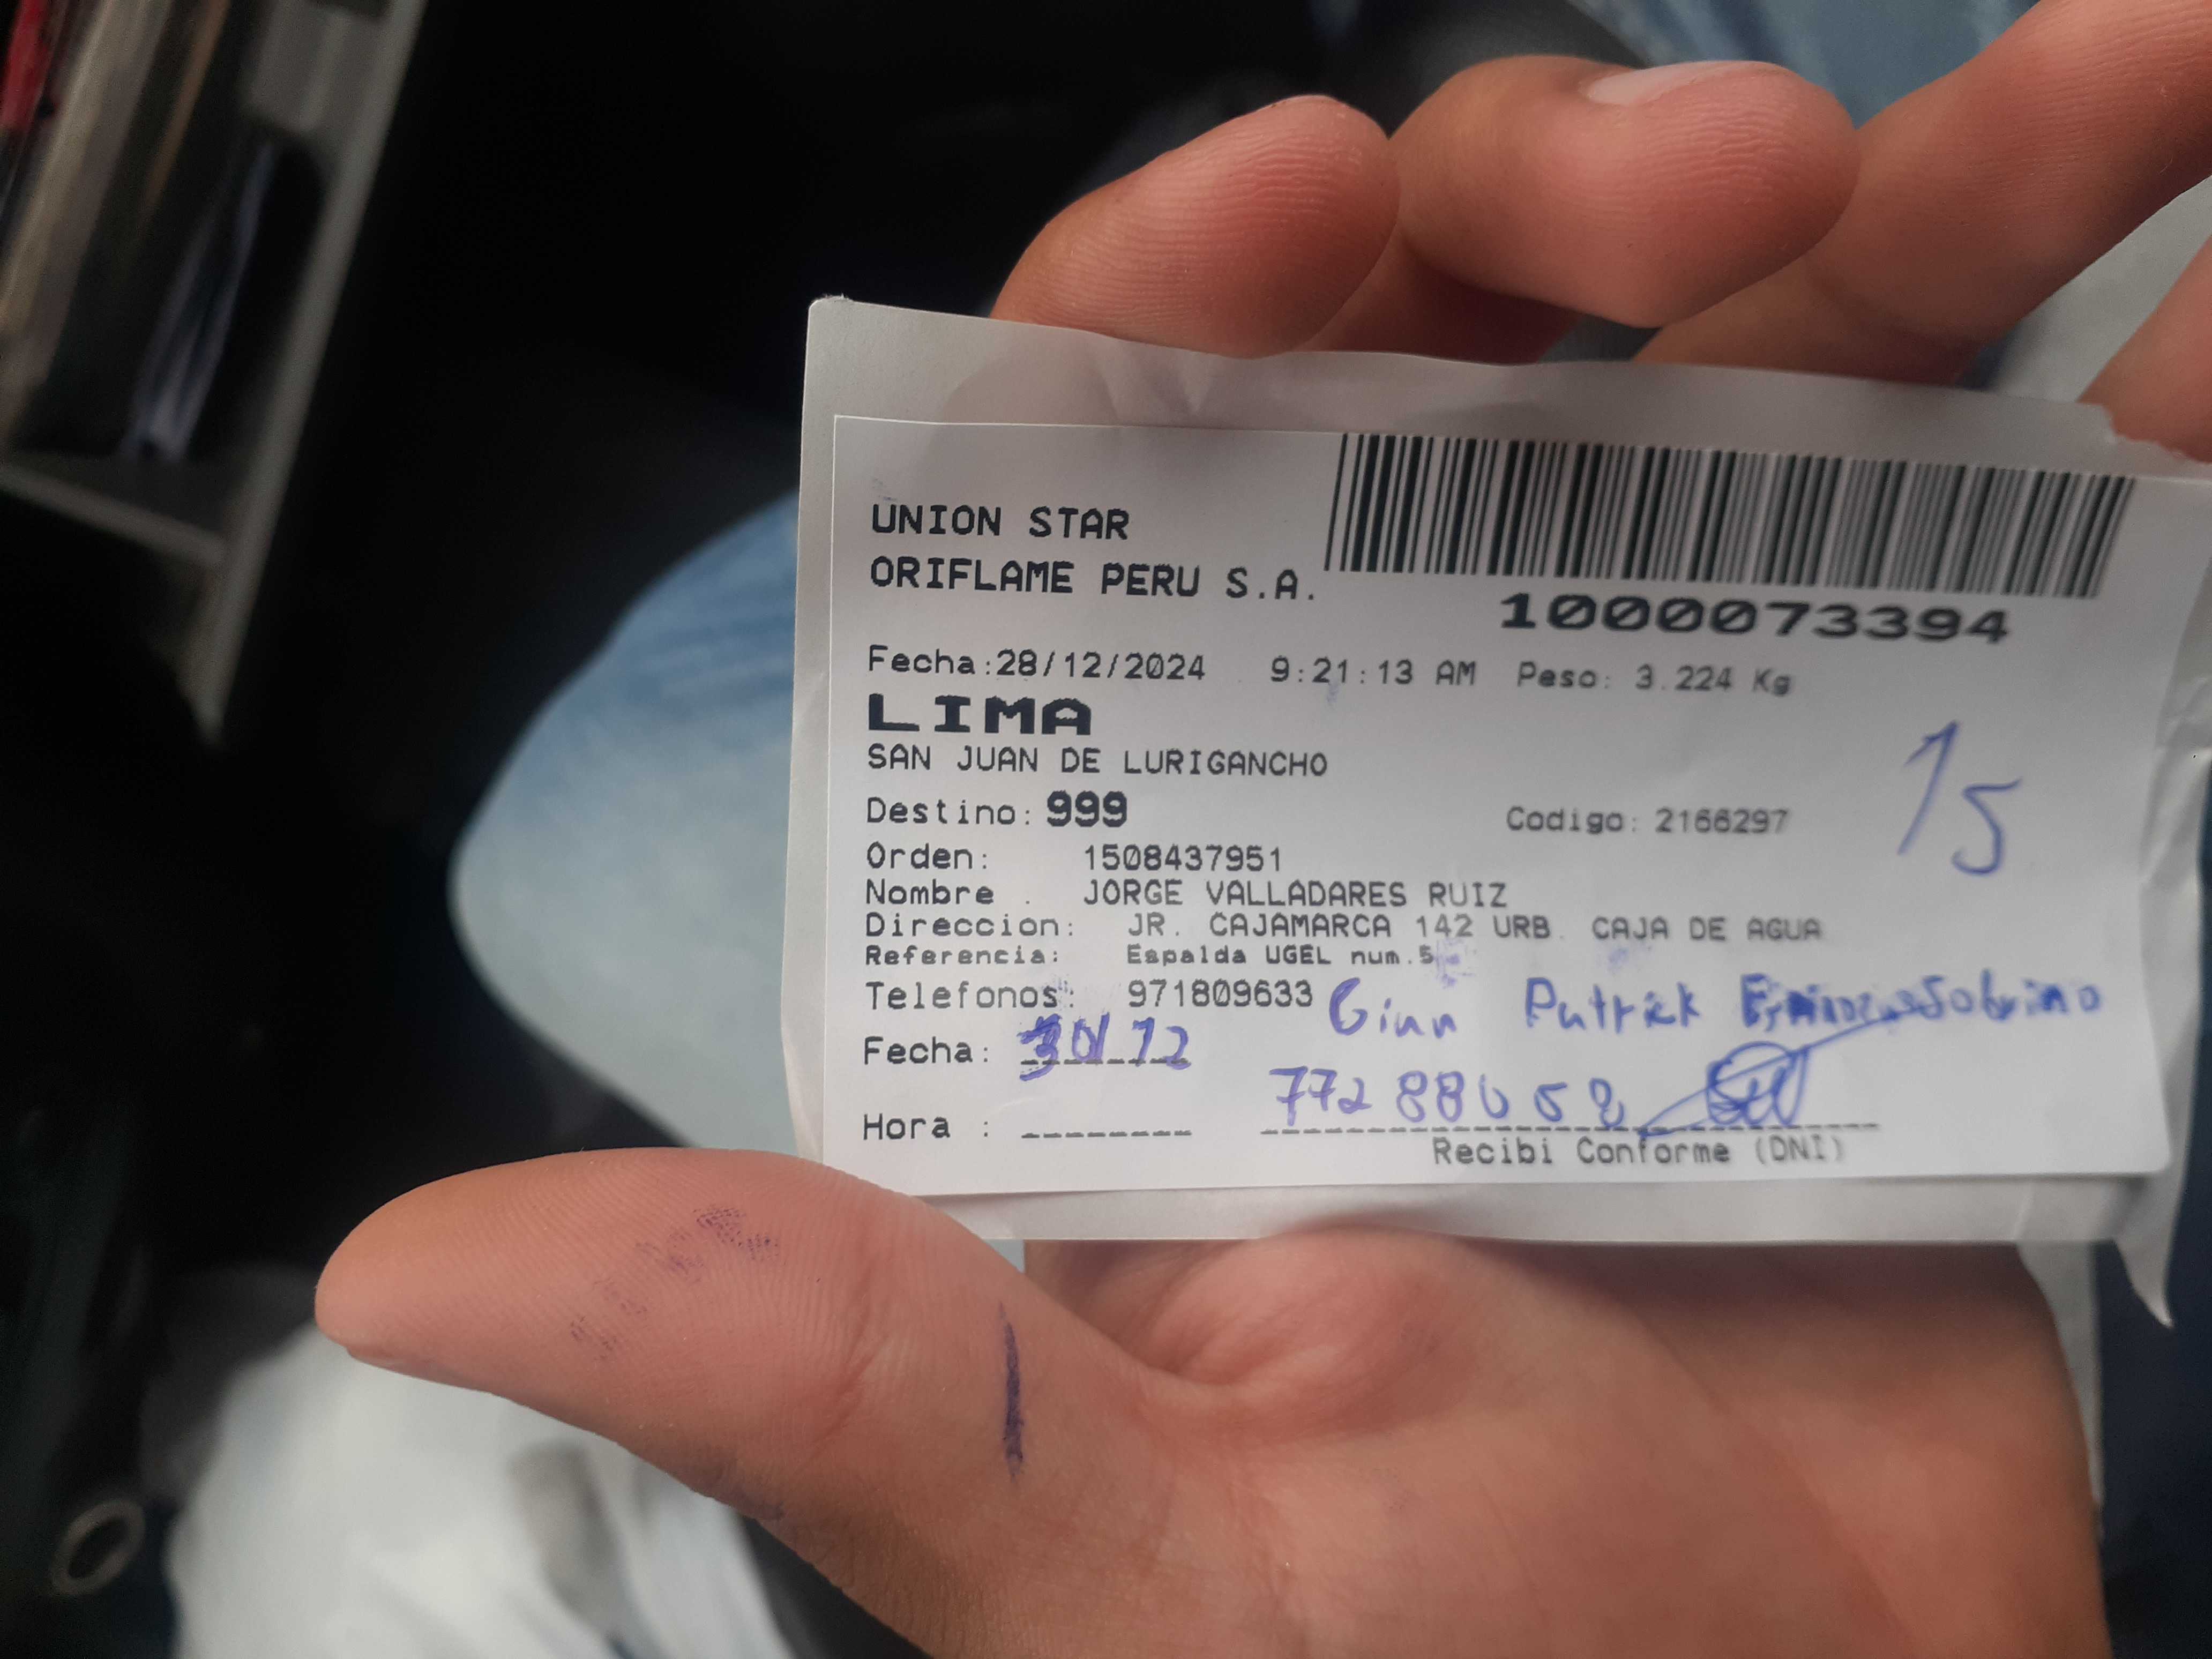 UNION STAR
ORIFLAME PERU S.A.
1000073394
Fecha:28/12/2024 9:21:13 AM Peso: 3.224 Kg
LIMA
SAN JUAN DE LURIGANCHO
15
Destino: 999 Codigo: 2166297
Orden: 1508437951
Nombre . JORGE VALLADARES RUIZ
Direccion: JR. CAJAMARCA 142 URB. CAJA DE AGUA
Referencia: Espalda UGEL num.5
Telefonos: 971809633 Patrick Sobrino
Fecha: 30/12
Hora :
Recibi Conforme (DNI)